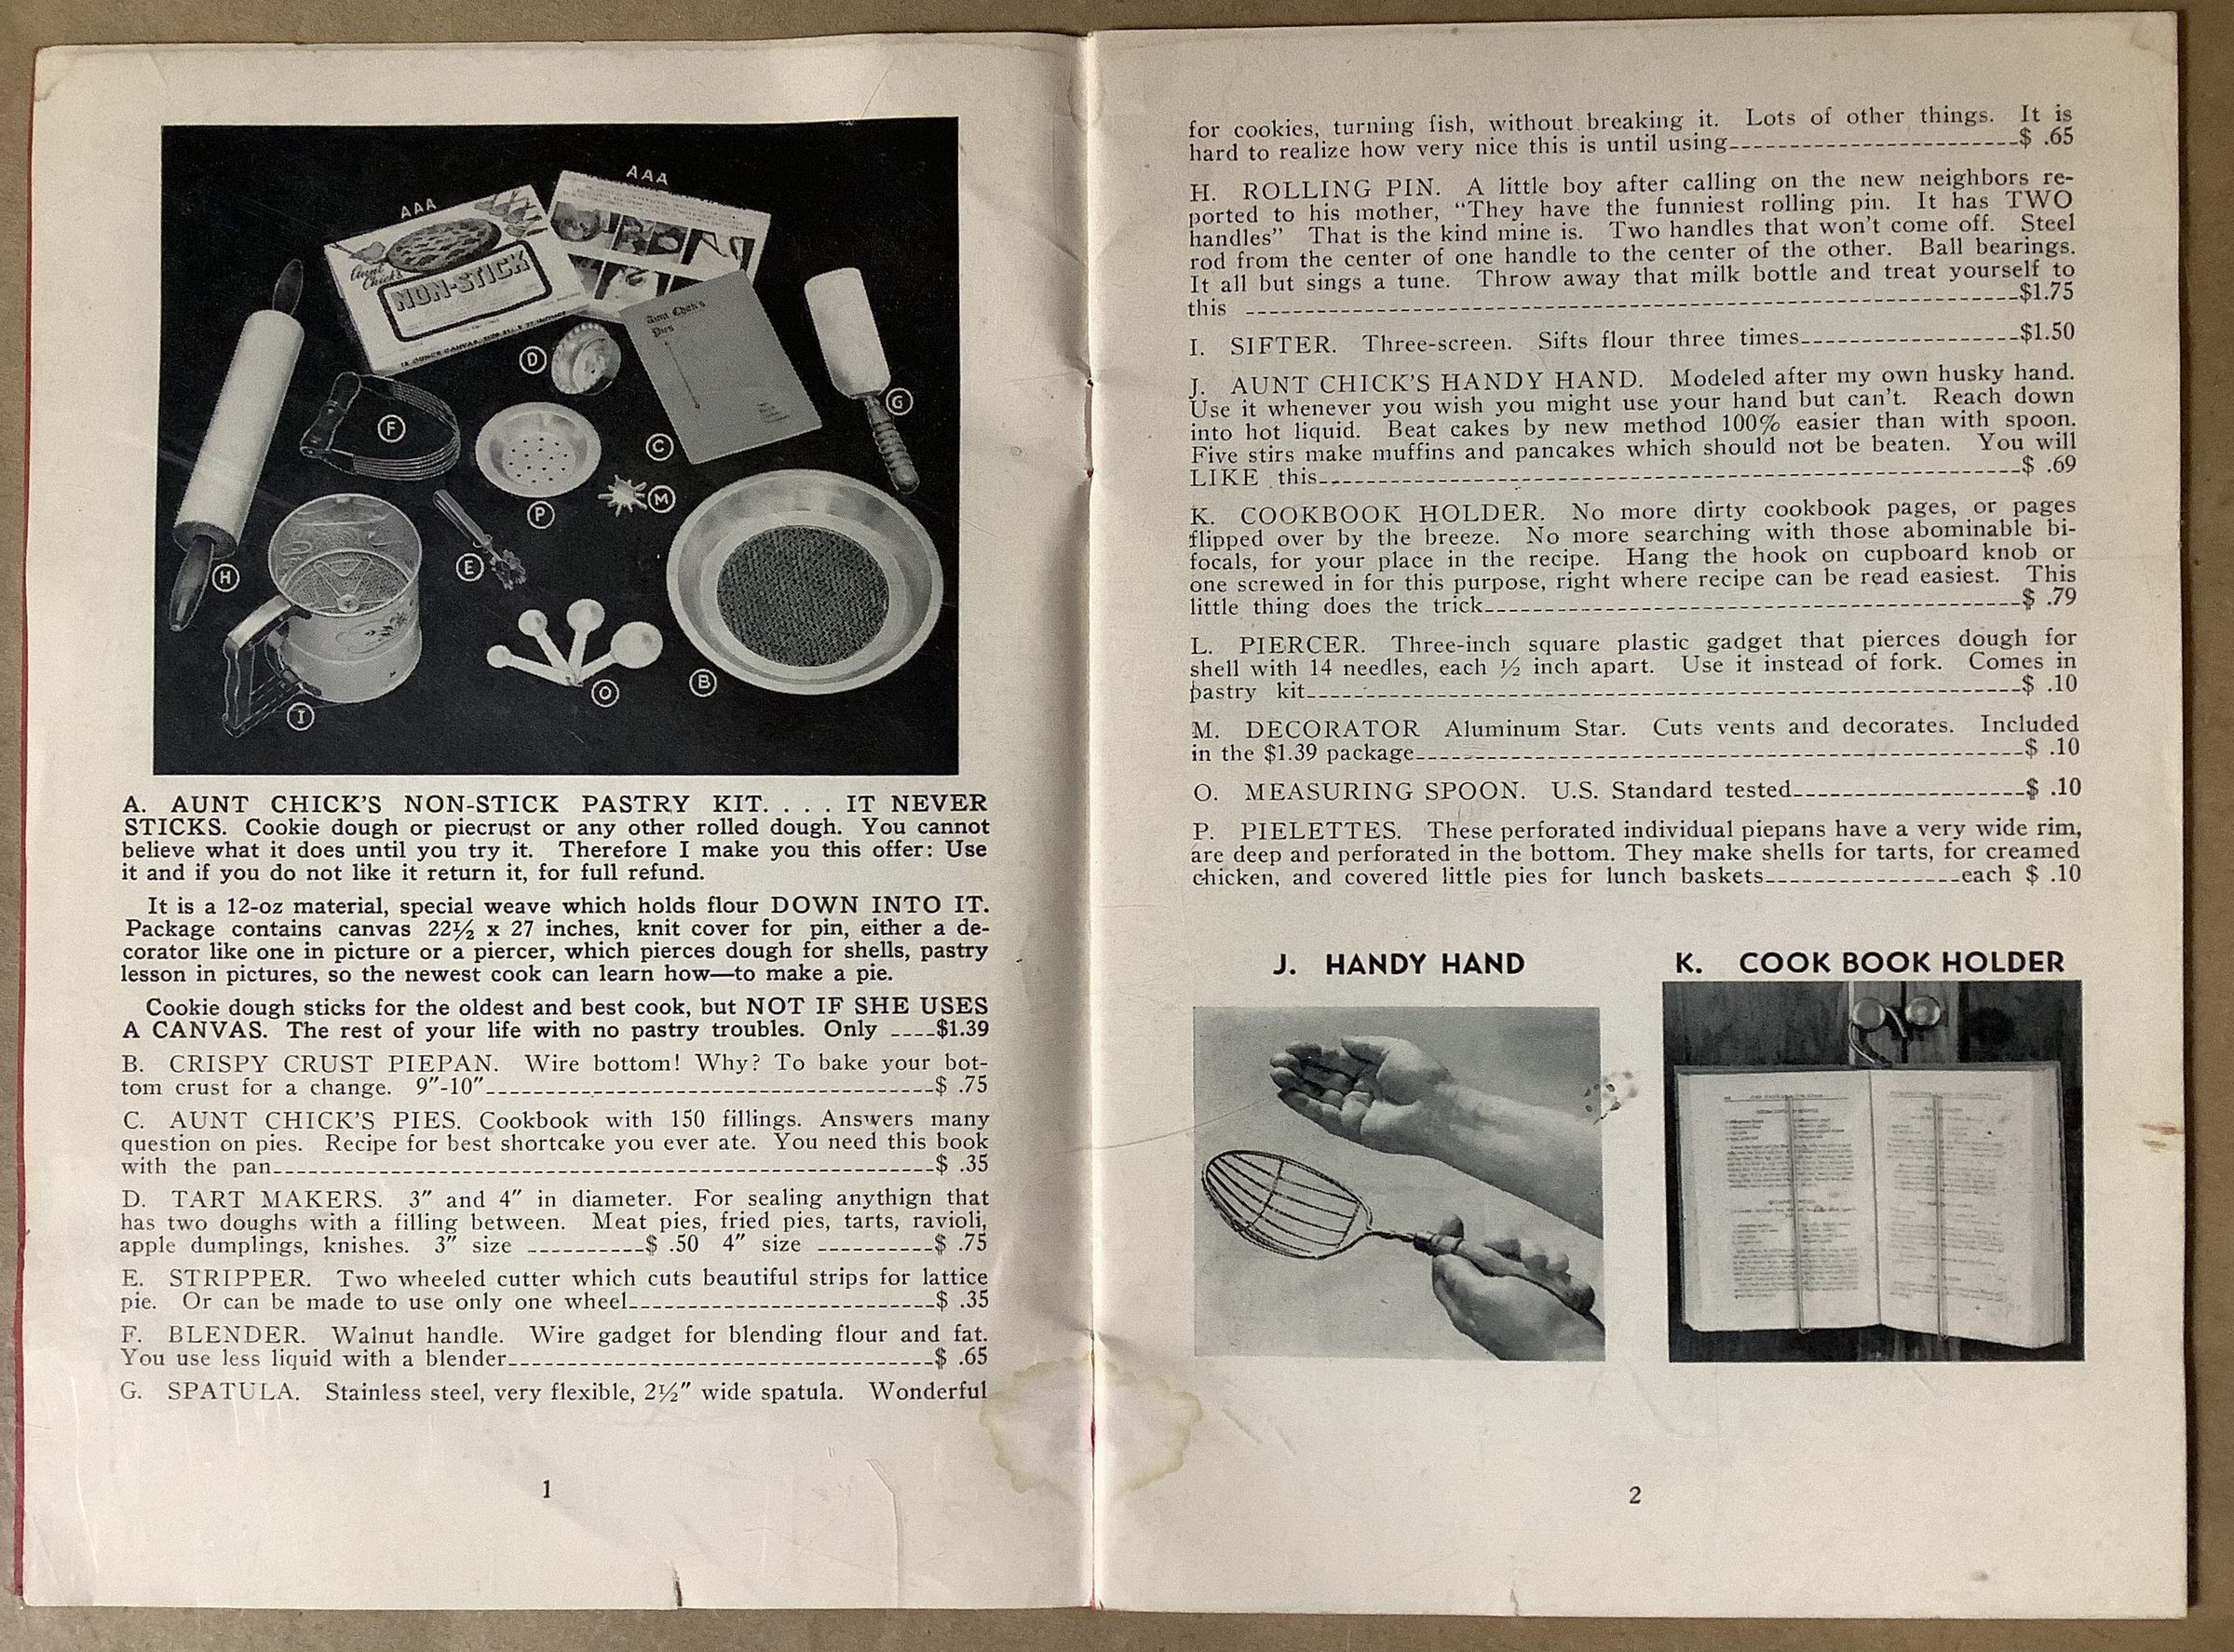 AAA
AAA
Aunt
Chick's
NON-STICK
Aunt Chick's
Pies
D
G
F
C
M
P
H
E
O
B
I
A. AUNT CHICK'S NON-STICK PASTRY KIT. . . . IT NEVER
STICKS. Cookie dough or piecrust or any other rolled dough. You cannot
believe what it does until you try it. Therefore I make you this offer: Use
it and if you do not like it return it, for full refund.
It is a 12-oz material, special weave which holds flour DOWN INTO IT.
Package contains canvas 22½ x 27 inches, knit cover for pin, either a de-
corator like one in picture or a piercer, which pierces dough for shells, pastry
lesson in pictures, so the newest cook can learn how—to make a pie.
Cookie dough sticks for the oldest and best cook, but NOT IF SHE USES
A CANVAS. The rest of your life with no pastry troubles. Only ----$1.39
B. CRISPY CRUST PIEPAN. Wire bottom! Why? To bake your bot-
tom crust for a change. 9"-10"------------------------------$ .75
C. AUNT CHICK'S PIES. Cookbook with 150 fillings. Answers many
question on pies. Recipe for best shortcake you ever ate. You need this book
with the pan------------------------------$ .35
D. TART MAKERS. 3" and 4" in diameter. For sealing anythign that
has two doughs with a filling between. Meat pies, fried pies, tarts, ravioli,
apple dumplings, knishes. 3" size ----------$ .50 4" size ----------$ .75
E. STRIPPER. Two wheeled cutter which cuts beautiful strips for lattice
pie. Or can be made to use only one wheel------------------------------$ .35
F. BLENDER. Walnut handle. Wire gadget for blending flour and fat.
You use less liquid with a blender------------------------------$ .65
G. SPATULA. Stainless steel, very flexible, 2½" wide spatula. Wonderful
1
for cookies, turning fish, without breaking it. Lots of other things. It is
hard to realize how very nice this is until using------------------------$ .65
H. ROLLING PIN. A little boy after calling on the new neighbors re-
ported to his mother, "They have the funniest rolling pin. It has TWO
handles" That is the kind mine is. Two handles that won't come off. Steel
rod from the center of one handle to the center of the other. Ball bearings.
It all but sings a tune. Throw away that milk bottle and treat yourself to
this ------------------------------$1.75
I. SIFTER. Three-screen. Sifts flour three times------------------$1.50
J. AUNT CHICK'S HANDY HAND. Modeled after my own husky hand.
Use it whenever you wish you might use your hand but can't. Reach down
into hot liquid. Beat cakes by new method 100% easier than with spoon.
Five stirs make muffins and pancakes which should not be beaten. You will
LIKE this------------------------------$ .69
K. COOKBOOK HOLDER. No more dirty cookbook pages, or pages
flipped over by the breeze. No more searching with those abominable bi-
focals, for your place in the recipe. Hang the hook on cupboard knob or
one screwed in for this purpose, right where recipe can be read easiest. This
little thing does the trick------------------------------$ .79
L. PIERCER. Three-inch square plastic gadget that pierces dough for
shell with 14 needles, each ½ inch apart. Use it instead of fork. Comes in
pastry kit------------------------------$ .10
M. DECORATOR Aluminum Star. Cuts vents and decorates. Included
in the $1.39 package------------------------------$ .10
O. MEASURING SPOON. U.S. Standard tested-------------------$ .10
P. PIELETTES. These perforated individual piepans have a very wide rim,
are deep and perforated in the bottom. They make shells for tarts, for creamed
chicken, and covered little pies for lunch baskets----------------each $ .10
J. HANDY HAND
K. COOK BOOK HOLDER
2